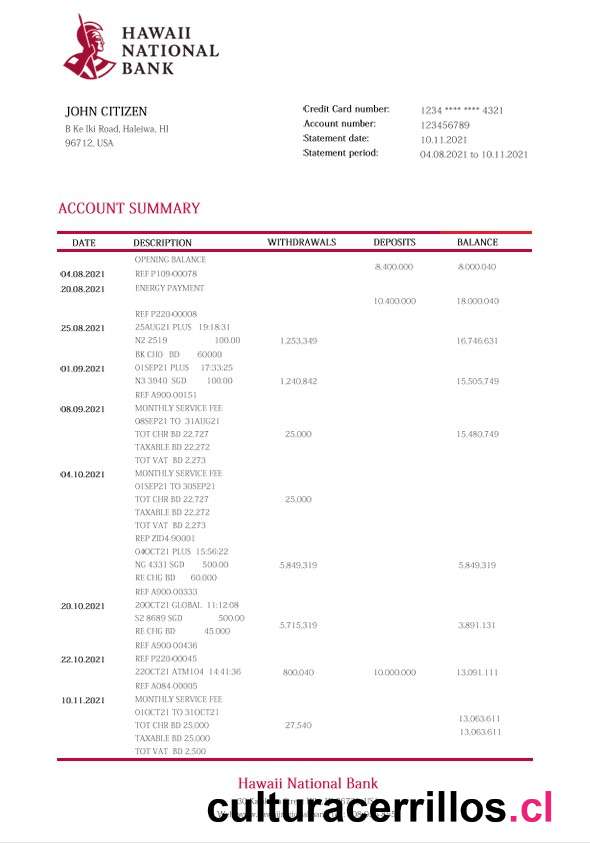 HAWAII
NATIONAL
BANK
JOHN CITIZEN
8 Ke Iki Road, Haleiwa, HI
96712, USA
Credit Card number: 1234 **** **** 4321
Account number: 123456789
Statement date: 10.11.2021
Statement period: 04.08.2021 to 10.11.2021
ACCOUNT SUMMARY
DATE DESCRIPTION WITHDRAWALS DEPOSITS BALANCE
OPENING BALANCE
8.400.000 8.000.040
04.08.2021 REF P109-00078
20.08.2021 ENERGY PAYMENT
10.400.000 18.000.040
REF P220-00008
25.08.2021 25AUG21 PLUS 19:18:31
N2 2519 100.00 1,253,349 16,746,631
BK CHO BD 60000
01.09.2021 01SEP21 PLUS 17:33:25
N3 3940 SGD 100:00 1,240,842 15,505,749
REF A900-00151
08.09.2021 MONTHLY SERVICE FEE
08SEP21 TO 31AUG21
TOT CHR BD 22,727 25,000 15,480,749
TAXABLE BD 22,272
TOT VAT BD 2,273
04.10.2021 MONTHLY SERVICE FEE
01SEP21 TO 30SEP21
TOT CHR BD 22,727 25,000
TAXABLE BD 22,272
TOT VAT BD 2,273
REP ZID4-90001
04OCT21 PLUS 15:56:22
NG 4331 SGD 500.00 5,849,319 5,849,319
RE CHG BD 60.000
REF A900-00333
20.10.2021 20OCT21 GLOBAL 11:12:08
S2 8689 SGD 500.00 5,715,319 3,891.131
RE CHG BD 45.000
REF A900-00436
22.10.2021 REF P220-00045
22OCT21 ATM104 14:41:36 800,040 10.000.000 13,091.111
REF A084-00005
10.11.2021 MONTHLY SERVICE FEE
01OCT21 TO 31OCT21
13,063.611
TOT CHR BD 25,000 27,540
13,063.611
TAXABLE BD 25,000
TOT VAT BD 2,500
Hawaii National Bank
culturacerrillos.cl